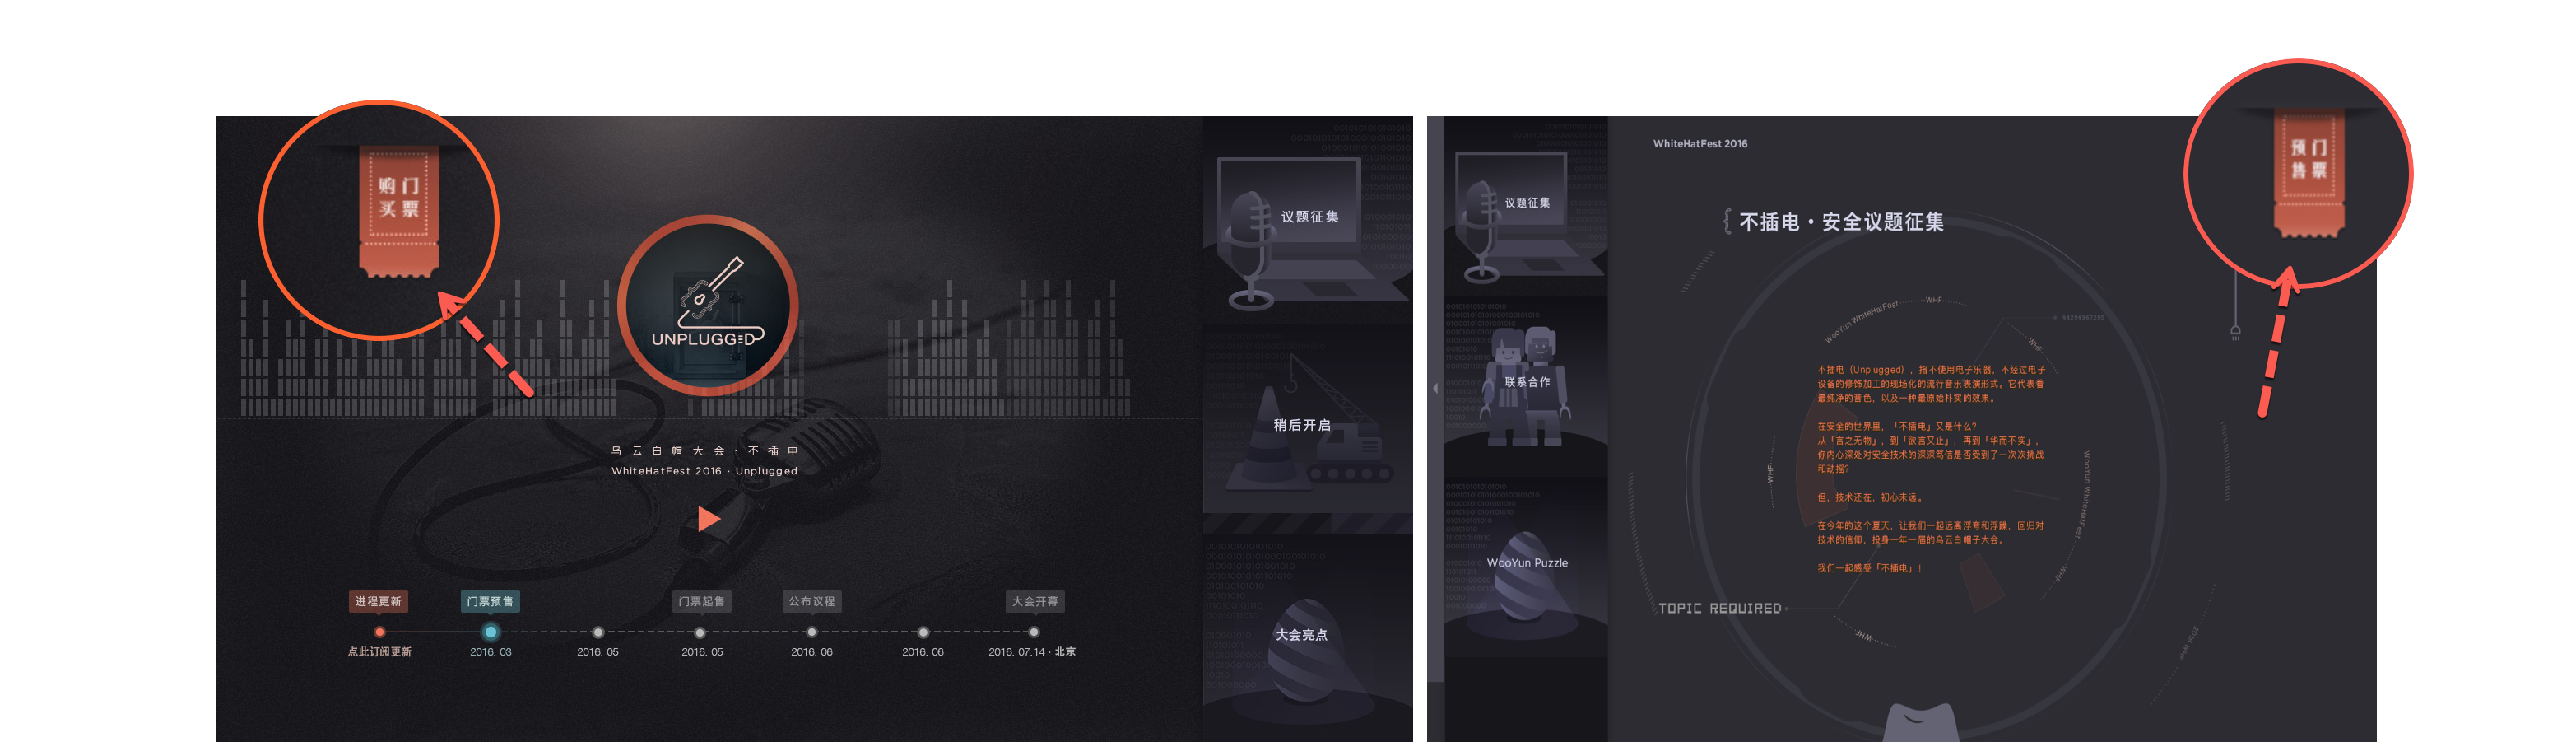 购 门
买 票
UNPLUGGED
乌云白帽大会·不插电
WhiteHatFest 2016 · Unplugged
进程更新
门票预售
门票起售
公布议程
大会开幕
点此订阅更新
2016. 03
2016. 05
2016. 05
2016. 06
2016. 06
2016. 07.14 · 北京
议题征集
稍后开启
大会亮点
议题征集
联系合作
WooYun Puzzle
WhiteHatFest 2016
{ 不插电·安全议题征集
预 门
售 票
WooYun WhiteHatFest
WHF
WHF
不插电（Unplugged），指不使用电子乐器，不经过电子
设备的修饰加工的现场化的流行音乐表演形式。它代表着
最纯净的音色，以及一种最原始朴实的效果。
在安全的世界里，「不插电」又是什么？
从「言之无物」，到「欲言又止」，再到「华而不实」，
你内心深处对安全技术的深深笃信是否受到了一次次挑战
和动摇？
但，技术还在，初心未远。
在今年的这个夏天，让我们一起远离浮夸和浮躁，回归对
技术的信仰，投身一年一届的乌云白帽子大会。
我们一起感受「不插电」！
WHF
WooYun WhiteHatFest
WHF
TOPIC REQUIRED
WHF
2016 WHF